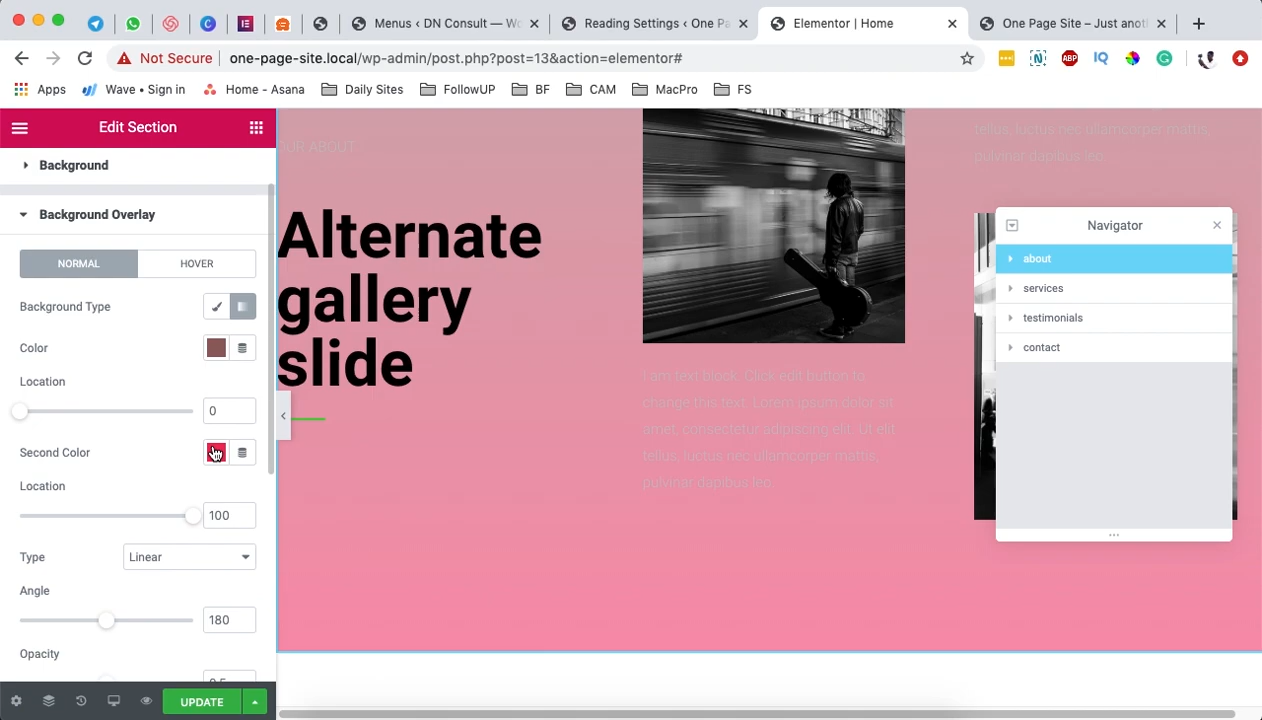 Menus ‹ DN Consult — Wo
Reading Settings ‹ One Pa
Elementor | Home
One Page Site – Just anot
Not Secure
one-page-site.local/wp-admin/post.php?post=13&action=elementor#
Apps
Wave • Sign in
Home - Asana
Daily Sites
FollowUP
BF
CAM
MacPro
FS
Edit Section
Background
Background Overlay
NORMAL
HOVER
Background Type
Color
Location
0
Second Color
Location
100
Type
Linear
Angle
180
Opacity
UPDATE
OUR ABOUT
Alternate
gallery
slide
I am text block. Click edit button to
change this text. Lorem ipsum dolor sit
amet, consectetur adipiscing elit. Ut elit
tellus, luctus nec ullamcorper mattis,
pulvinar dapibus leo.
tellus, luctus nec ullamcorper mattis,
pulvinar dapibus leo.
Navigator
about
services
testimonials
contact